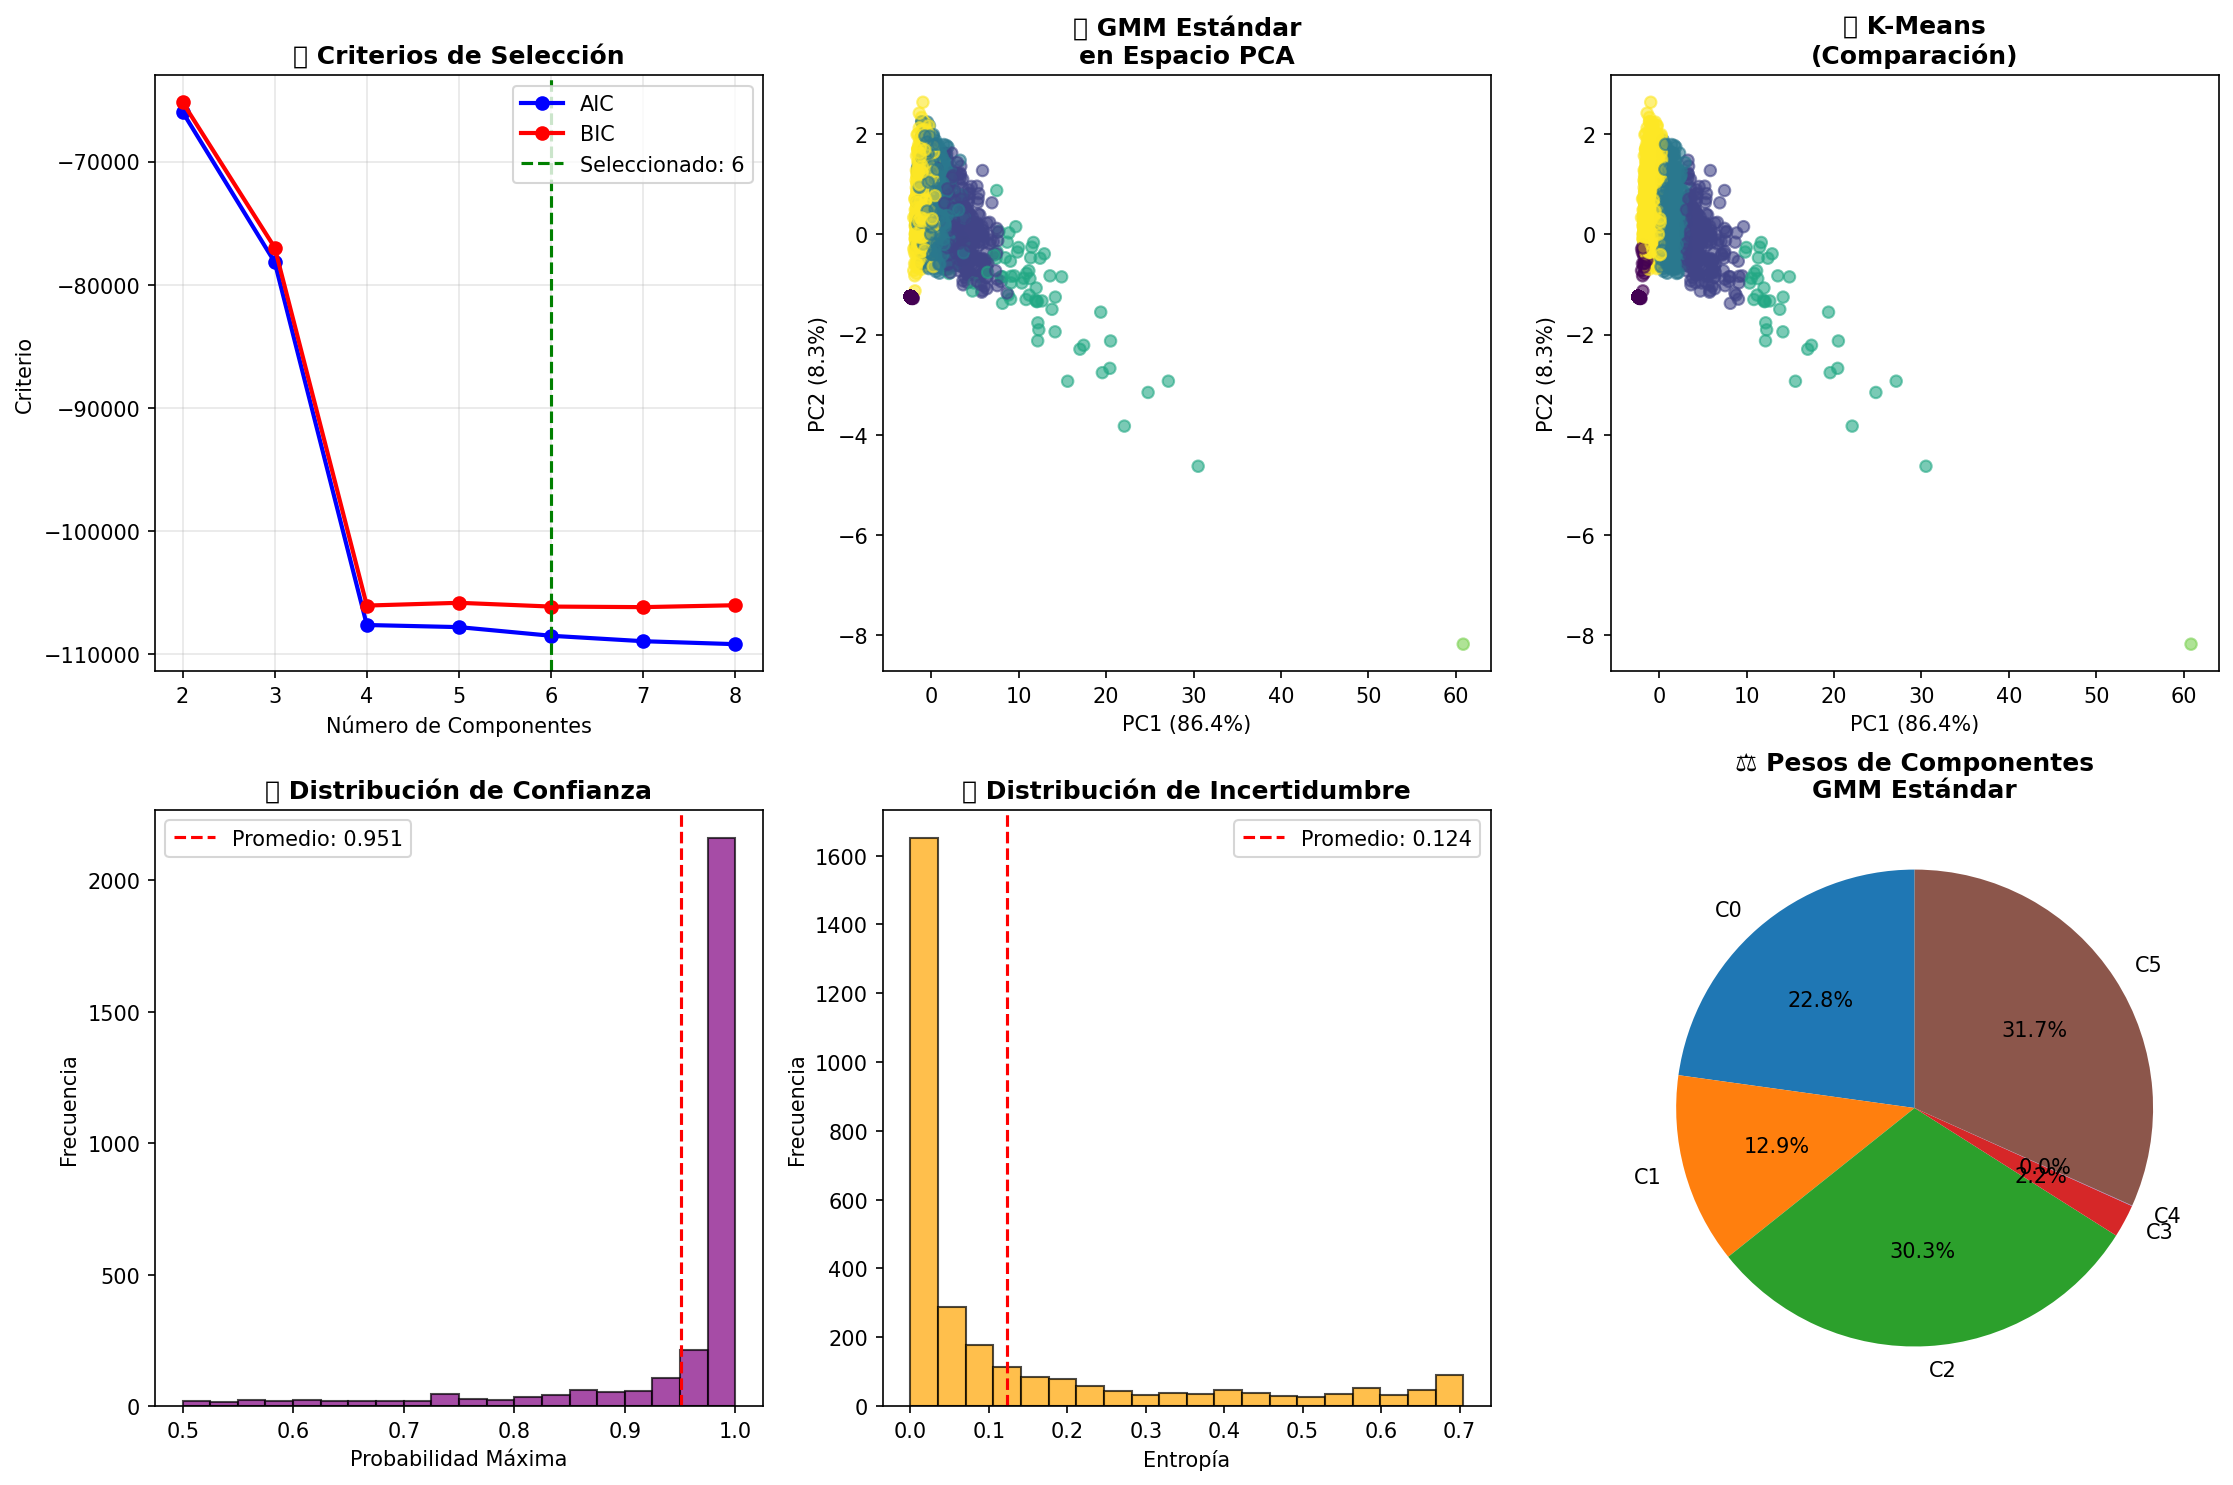 ▯ Criterios de Selección
AIC
BIC
Seleccionado: 6
Criterio
−70000
−80000
−90000
−100000
−110000
2 3 4 5 6 7 8
Número de Componentes
▯ GMM Estándar
en Espacio PCA
PC2 (8.3%)
2
0
−2
−4
−6
−8
0 10 20 30 40 50 60
PC1 (86.4%)
▯ K-Means
(Comparación)
PC2 (8.3%)
2
0
−2
−4
−6
−8
0 10 20 30 40 50 60
PC1 (86.4%)
▯ Distribución de Confianza
Promedio: 0.951
Frecuencia
2000
1500
1000
500
0
0.5 0.6 0.7 0.8 0.9 1.0
Probabilidad Máxima
▯ Distribución de Incertidumbre
Promedio: 0.124
Frecuencia
1600
1400
1200
1000
800
600
400
200
0
0.0 0.1 0.2 0.3 0.4 0.5 0.6 0.7
Entropía
⚖ Pesos de Componentes
GMM Estándar
C0
22.8%
C1
12.9%
C2
30.3%
C3
2.2%
C4
0.0%
C5
31.7%